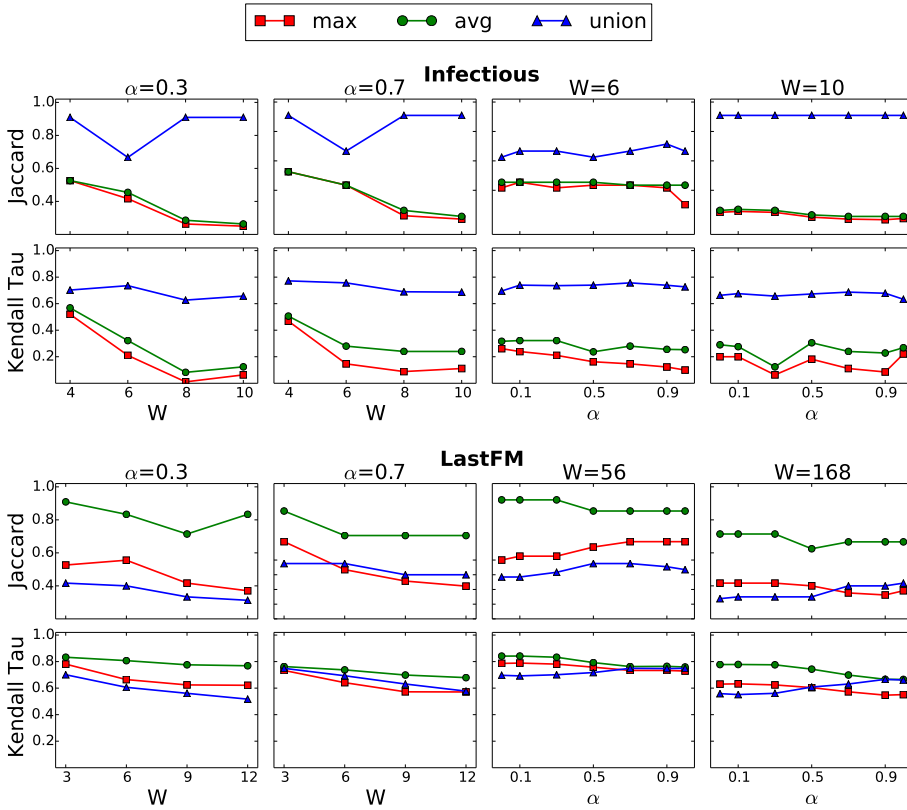 max avg union
Infectious
α=0.3 α=0.7 W=6 W=10
Jaccard
1.0
0.8
0.6
0.4
Kendall Tau
1.0
0.8
0.6
0.4
0.2
4 6 8 10 4 6 8 10 0.1 0.5 0.9 0.1 0.5 0.9
W W α α
LastFM
α=0.3 α=0.7 W=56 W=168
Jaccard
1.0
0.8
0.6
0.4
Kendall Tau
1.0
0.8
0.6
0.4
0.2
3 6 9 12 3 6 9 12 0.1 0.5 0.9 0.1 0.5 0.9
W W α α